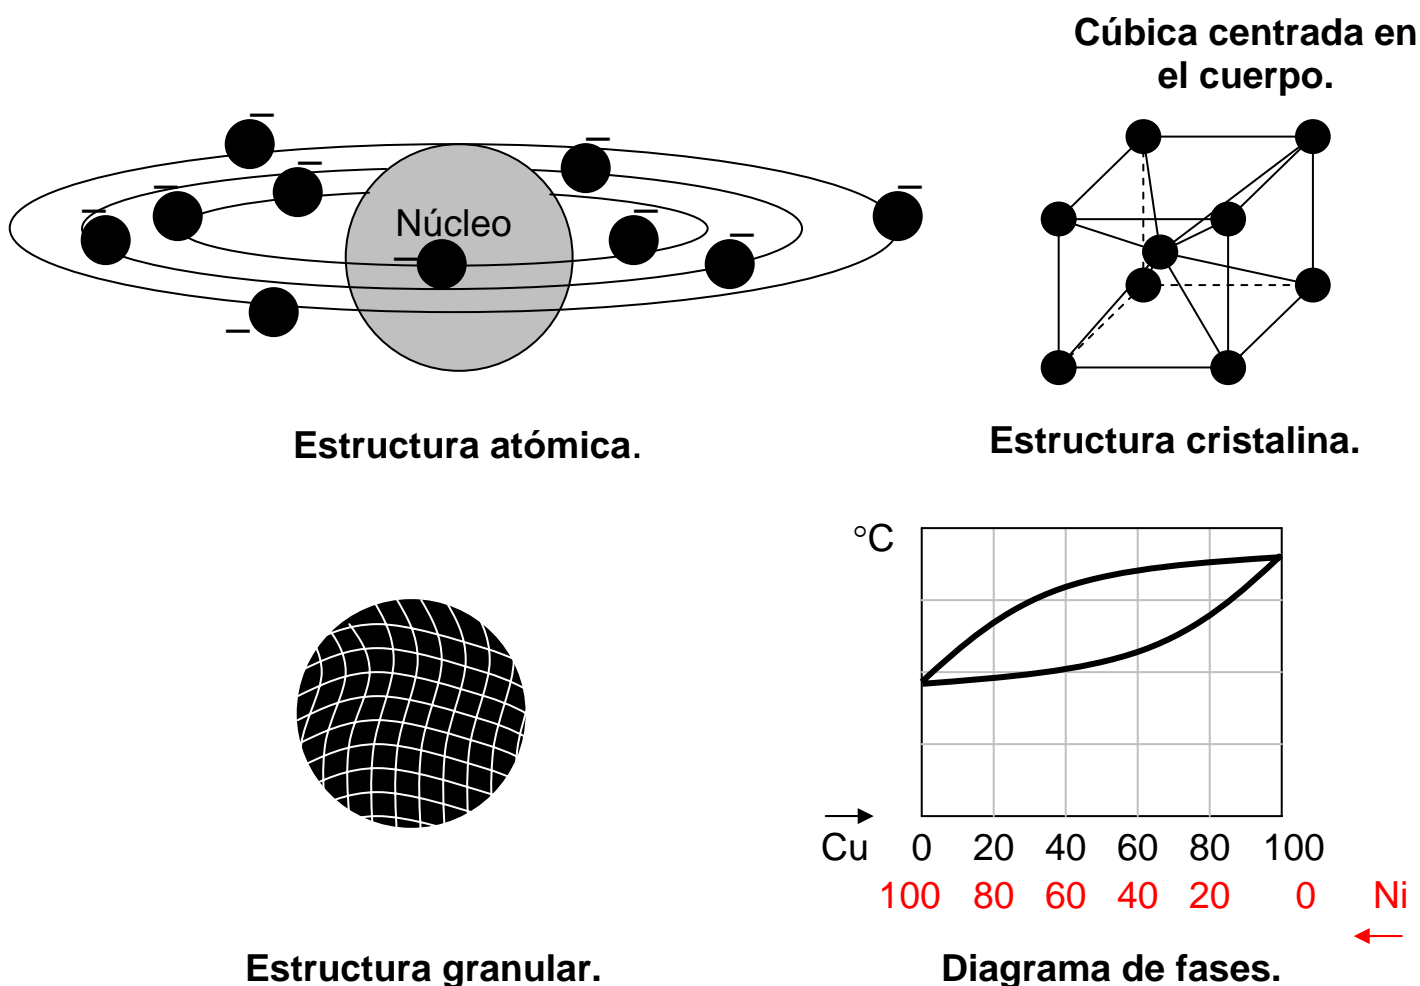 Cúbica centrada en
el cuerpo.
Núcleo
Estructura atómica.
Estructura cristalina.
°C
Cu 0 20 40 60 80 100
100 80 60 40 20 0 Ni
Estructura granular.
Diagrama de fases.